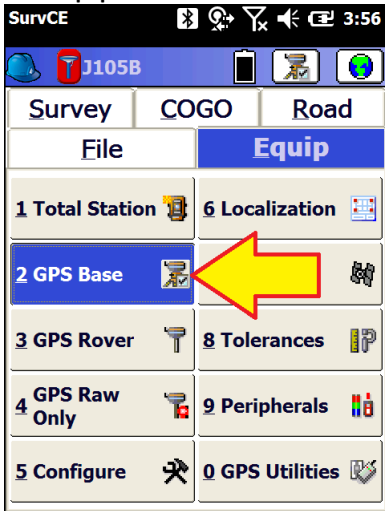 SurvCE 3:56
J105B
Survey COGO Road
File Equip
1 Total Station 6 Localization
2 GPS Base
3 GPS Rover 8 Tolerances
4 GPS Raw Only 9 Peripherals
5 Configure 0 GPS Utilities